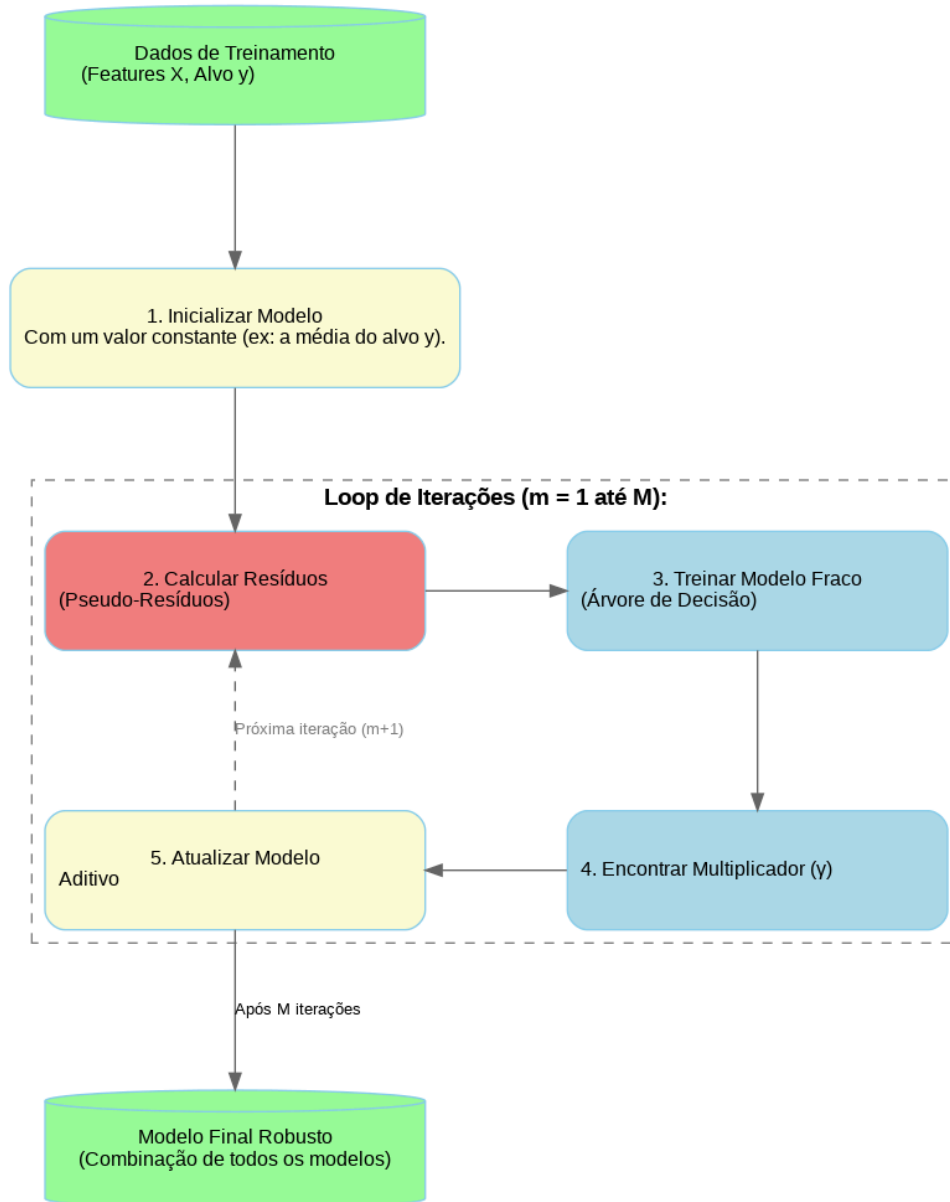 Dados de Treinamento
(Features X, Alvo y)
1. Inicializar Modelo
Com um valor constante (ex: a média do alvo y).
Loop de Iterações (m = 1 até M):
2. Calcular Resíduos
(Pseudo-Resíduos)
3. Treinar Modelo Fraco
(Árvore de Decisão)
Próxima iteração (m+1)
4. Encontrar Multiplicador (γ)
5. Atualizar Modelo
Aditivo
Após M iterações
Modelo Final Robusto
(Combinação de todos os modelos)